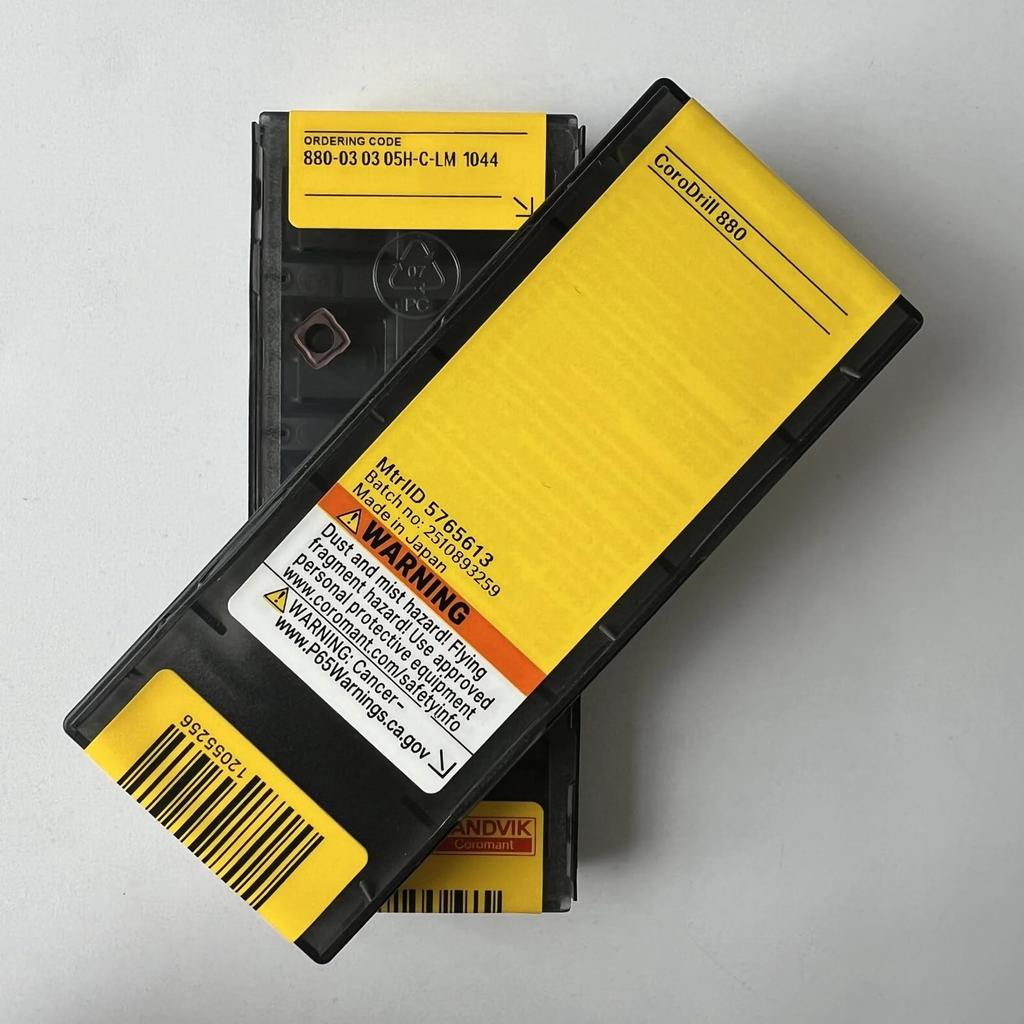 ORDERING CODE
880-03 03 05H-C-LM 1044
07
PC
CoroDrill 880
MtrlID 5765613
Batch no: 2510893259
Made in Japan
WARNING
Dust and mist hazard! Flying
fragment hazard! Use approved
personal protective equipment
www.coromant.com/safetyinfo
WARNING: Cancer–
www.P65Warnings.ca.gov
12055256
ANDVIK
Coromant